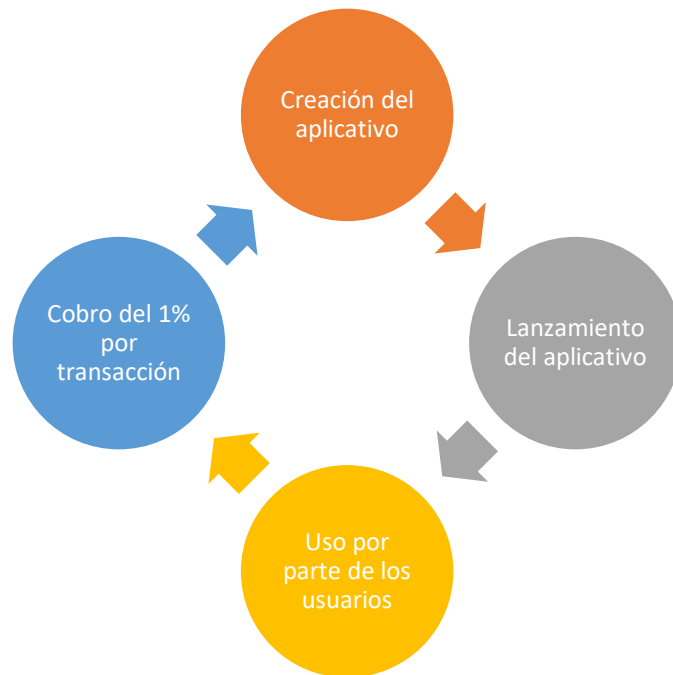 Creación del
aplicativo
Lanzamiento
del aplicativo
Uso por
parte de los
usuarios
Cobro del 1%
por
transacción